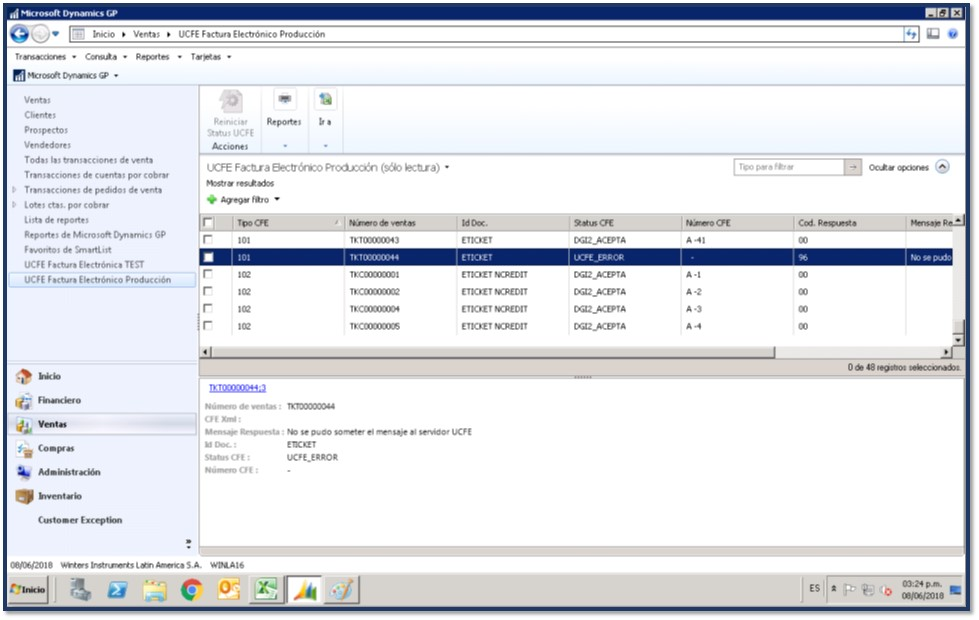 Microsoft Dynamics GP
Inicio Ventas UCFE Factura Electrónico Producción
Transacciones Consulta Reportes Tarjetas
Microsoft Dynamics GP
Ventas
Clientes
Prospectos
Vendedores
Todas las transacciones de venta
Transacciones de cuentas por cobrar
Transacciones de pedidos de venta
Lotes ctas. por cobrar
Lista de reportes
Reportes de Microsoft Dynamics GP
Favoritos de SmartList
UCFE Factura Electrónica TEST
UCFE Factura Electrónico Producción
Inicio
Financiero
Ventas
Compras
Administración
Inventario
Customer Exception
Reiniciar Status UCFE
Acciones
Reportes
Ir a
UCFE Factura Electrónico Producción (sólo lectura)
Tipo para filtrar
Ocultar opciones
Mostrar resultados
Agregar filtro
Tipo CFE Número de ventas Id Doc. Status CFE Número CFE Cod. Respuesta Mensaje Re
101 TKT00000043 ETICKET DGI2_ACEPTA A -41 00
101 TKT00000044 ETICKET UCFE_ERROR - 96 No se pudo
102 TKC00000001 ETICKET NCREDIT DGI2_ACEPTA A -1 00
102 TKC00000002 ETICKET NCREDIT DGI2_ACEPTA A -2 00
102 TKC00000004 ETICKET NCREDIT DGI2_ACEPTA A -3 00
102 TKC00000005 ETICKET NCREDIT DGI2_ACEPTA A -4 00
0 de 48 registros seleccionados.
TKT00000044;3
Número de ventas : TKT00000044
CFE Xml :
Mensaje Respuesta : No se pudo someter el mensaje al servidor UCFE
Id Doc. : ETICKET
Status CFE : UCFE_ERROR
Número CFE : -
08/06/2018 Winters Instruments Latin America S.A. WINLA16
Inicio
ES
03:24 p.m.
08/06/2018